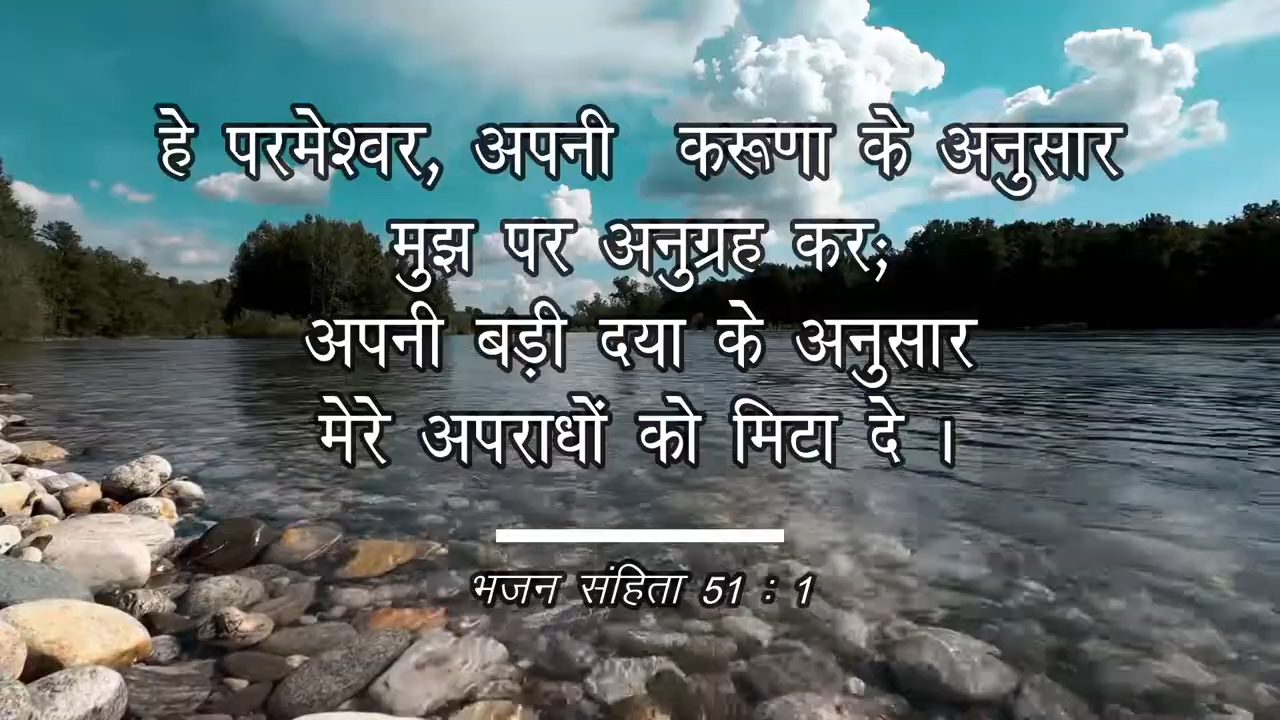 हे परमेश्वर, अपनी करूणा के अनुसार
मुझ पर अनुग्रह कर;
अपनी बड़ी दया के अनुसार
मेरे अपराधों को मिटा दे ।
भजन संहिता 51 : 1